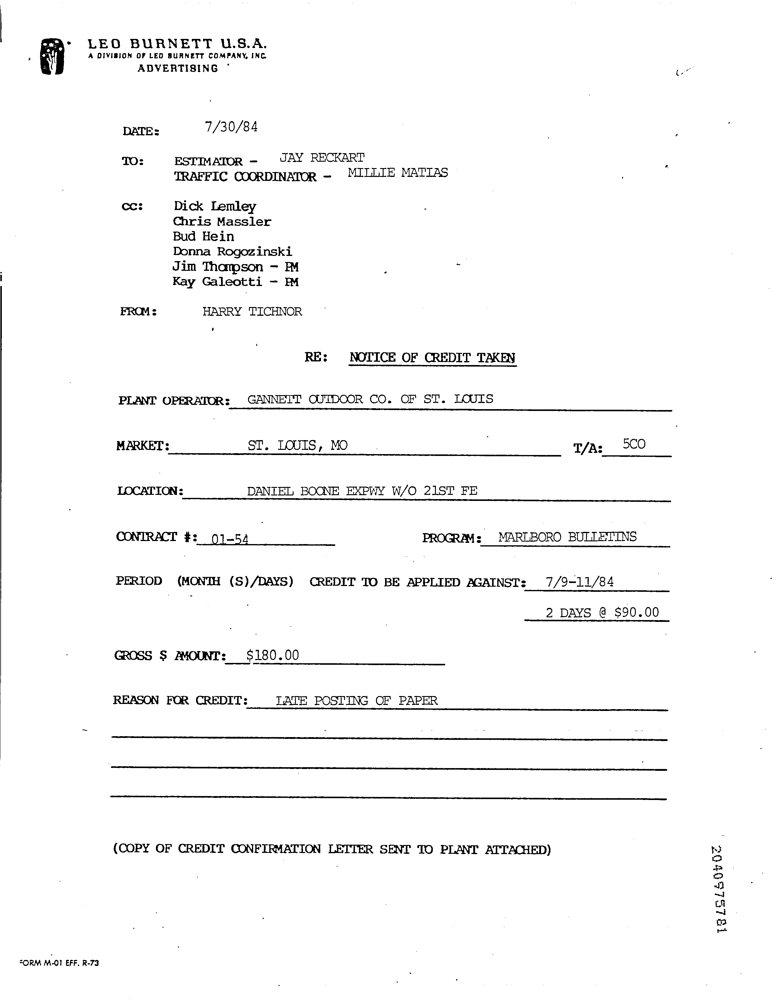 LEO BURNETT U.S.A.
A DIVISION OF LEO BURNETT COMPANY, INC.
ADVERTISING
DATE: 7/30/84
TO: ESTIMATOR - JAY RECKART
TRAFFIC COORDINATOR - MILLIE MATIAS
cc: Dick Lemley
Chris Massler
Bud Hein
Donna Rogozinski
Jim Thompson - PM
Kay Galeotti - PM
FROM: HARRY TICHNOR
RE: NOTICE OF CREDIT TAKEN
PLANT OPERATOR: GANNETT OUTDOOR CO. OF ST. LOUIS
MARKET: ST. LOUIS, MO T/A: 5CO
LOCATION: DANIEL BOONE EXPWY W/O 21ST FE
CONTRACT #: 01-54 PROGRAM: MARLBORO BULLETINS
PERIOD (MONTH (S)/DAYS) CREDIT TO BE APPLIED AGAINST: 7/9-11/84
2 DAYS @ $90.00
GROSS $ AMOUNT: $180.00
REASON FOR CREDIT: LATE POSTING OF PAPER
(COPY OF CREDIT CONFIRMATION LETTER SENT TO PLANT ATTACHED)
2040975781
FORM M-01 EFF. R-73